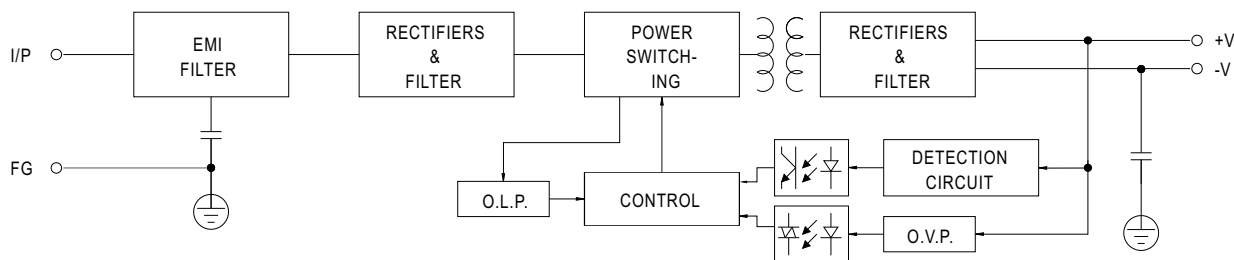 I/P
EMI
FILTER
RECTIFIERS
&
FILTER
POWER
SWITCH-
ING
RECTIFIERS
&
FILTER
+V
-V
FG
O.L.P.
CONTROL
DETECTION
CIRCUIT
O.V.P.